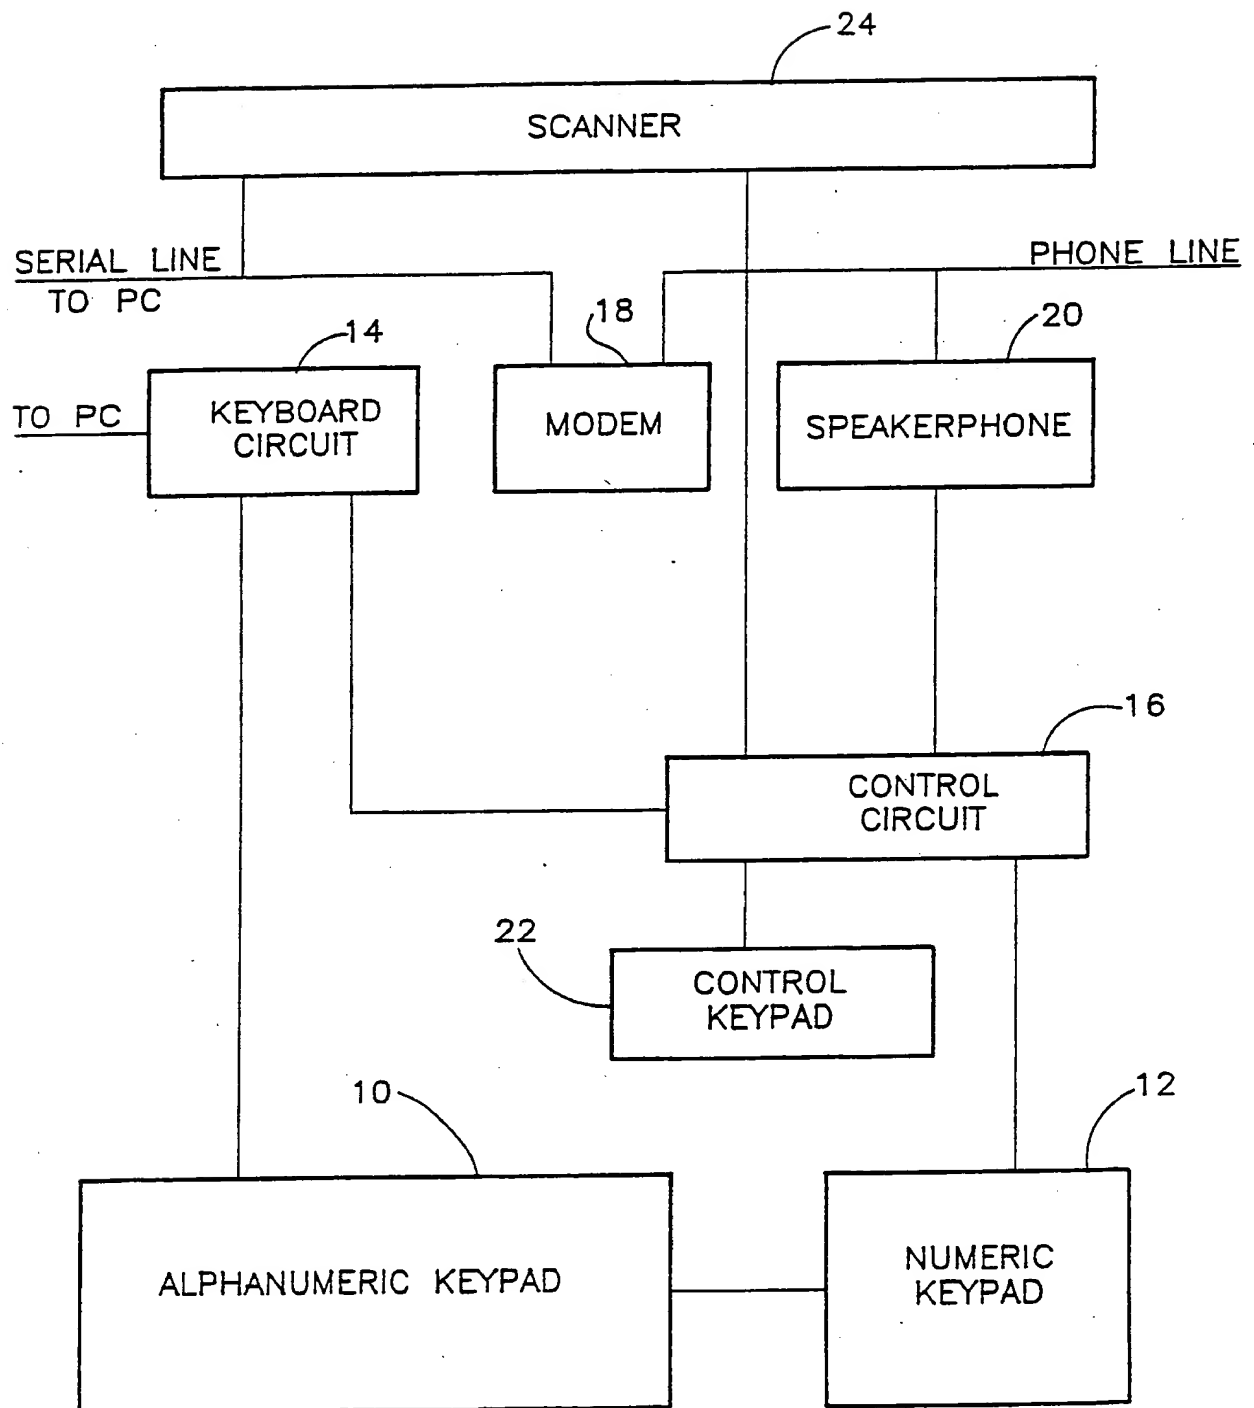 24
SCANNER
SERIAL LINE
TO PC
PHONE LINE
14
18
20
TO PC
KEYBOARD
CIRCUIT
MODEM
SPEAKERPHONE
16
CONTROL
CIRCUIT
22
CONTROL
KEYPAD
10
12
ALPHANUMERIC KEYPAD
NUMERIC
KEYPAD